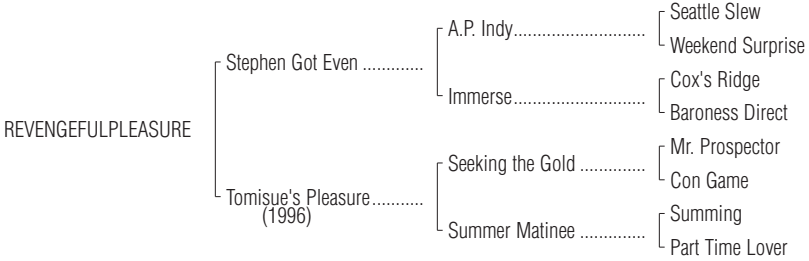 Seattle Slew
A.P. Indy............................
Weekend Surprise
Stephen Got Even .............
Cox's Ridge
Immerse............................
Baroness Direct
REVENGEFULPLEASURE
Mr. Prospector
Seeking the Gold ..............
Con Game
Tomisue's Pleasure...........
(1996)
Summing
Summer Matinee ..............
Part Time Lover